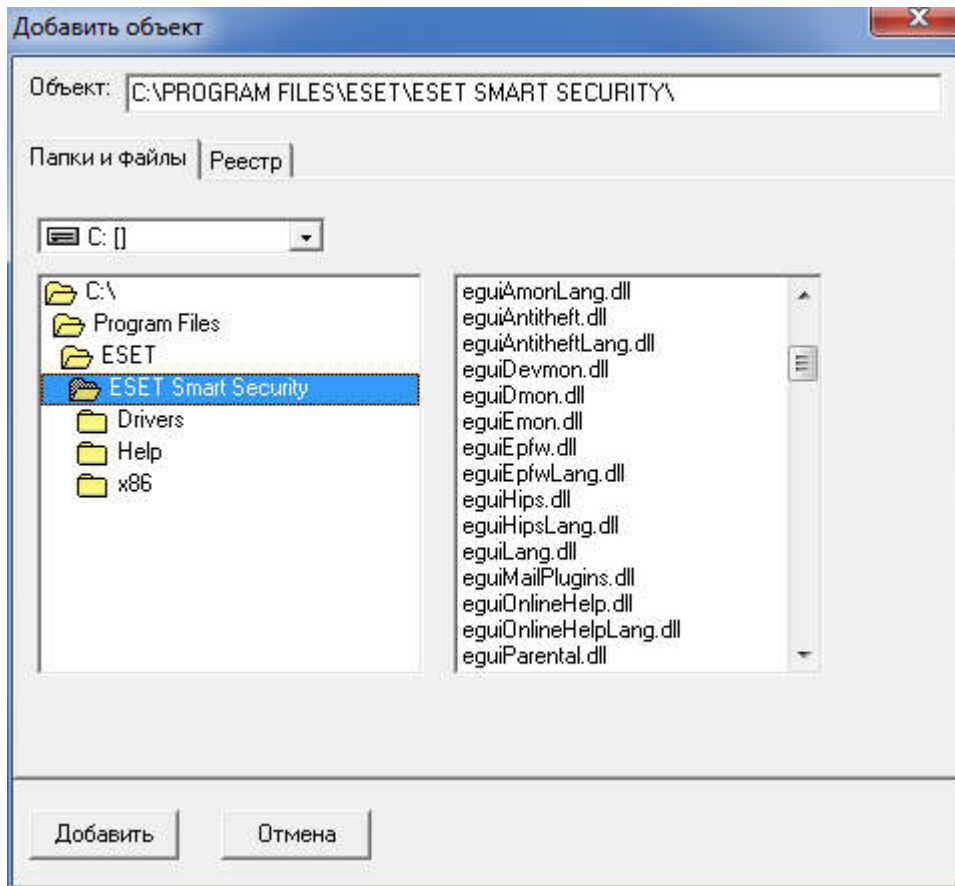 Добавить объект
Объект: C:\PROGRAM FILES\ESET\ESET SMART SECURITY\
Папки и файлы Реестр
C: []
C:\
Program Files
ESET
ESET Smart Security
Drivers
Help
x86
eguiAmonLang.dll
eguiAntitheft.dll
eguiAntitheftLang.dll
eguiDevmon.dll
eguiDmon.dll
eguiEmon.dll
eguiEpfw.dll
eguiEpfwLang.dll
eguiHips.dll
eguiHipsLang.dll
eguiLang.dll
eguiMailPlugins.dll
eguiOnlineHelp.dll
eguiOnlineHelpLang.dll
eguiParental.dll
Добавить Отмена